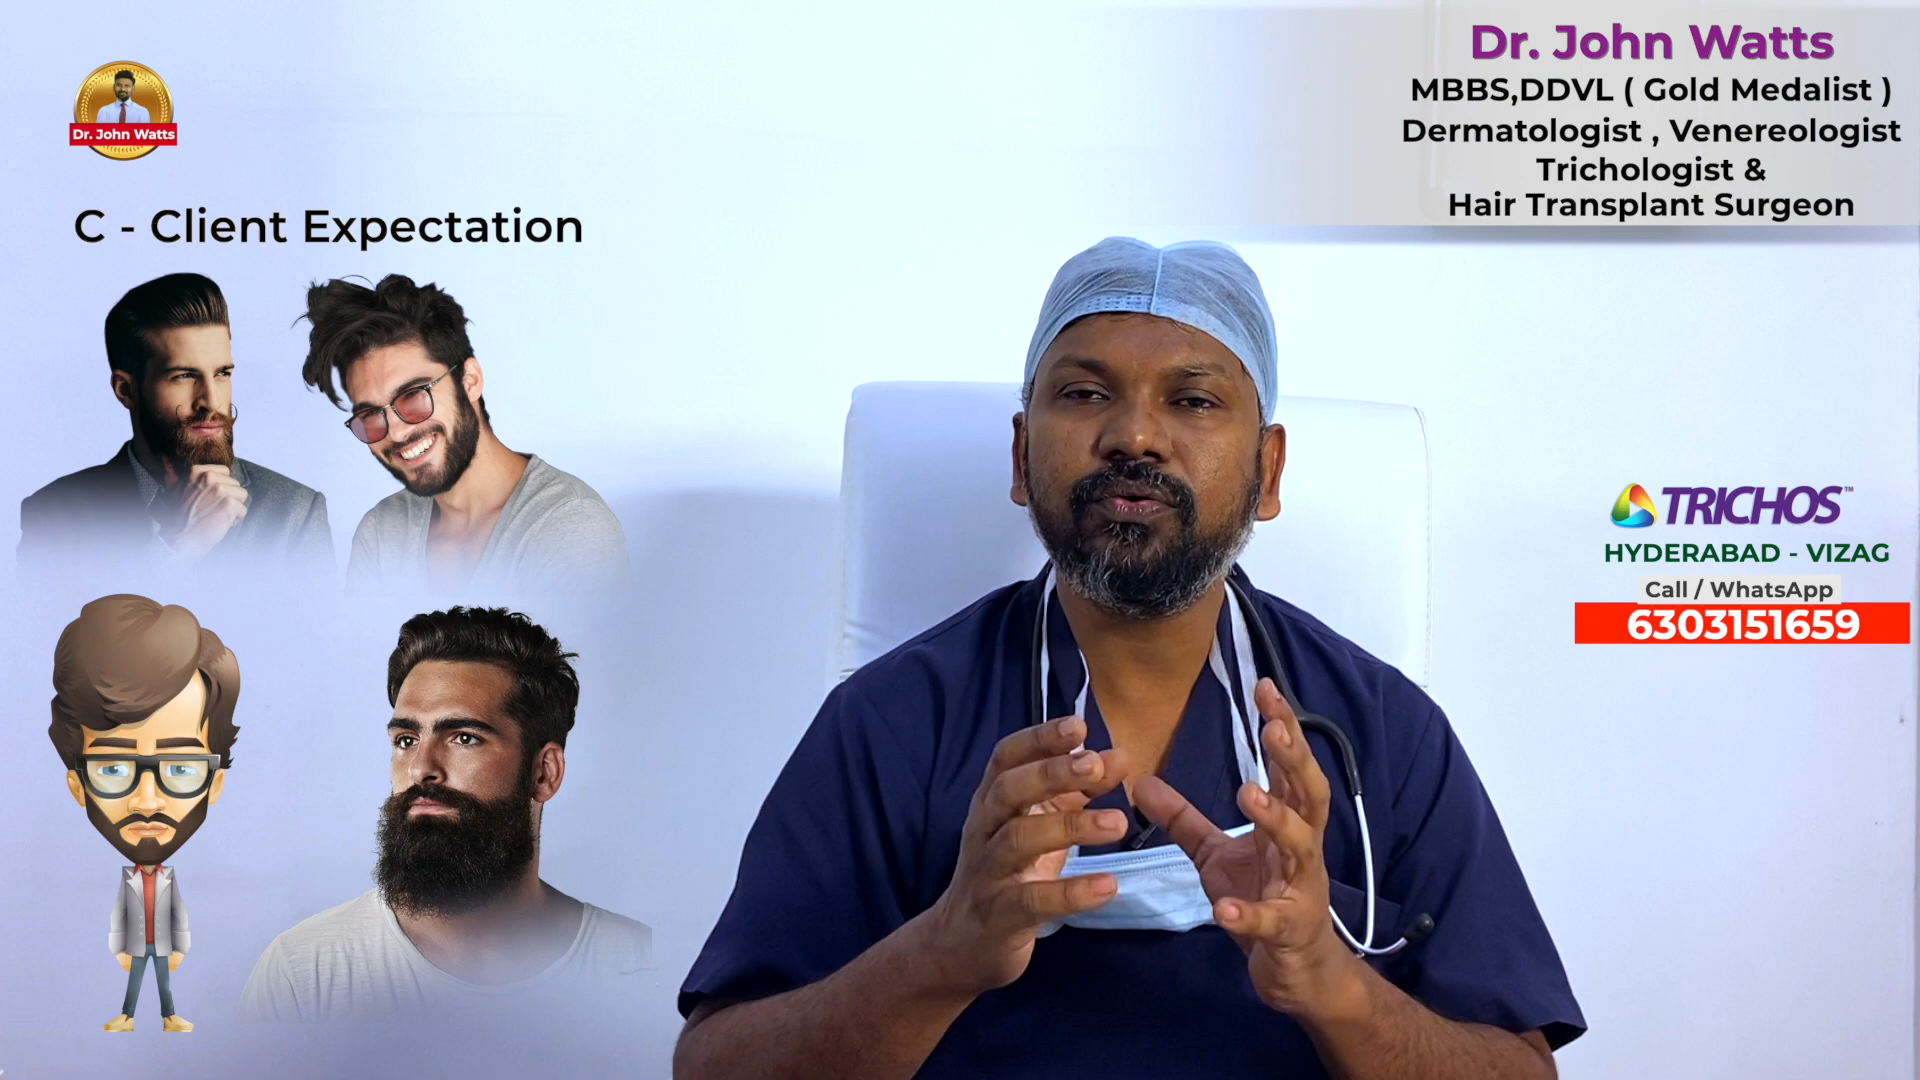 Dr. John Watts
C - Client Expectation
Dr. John Watts
MBBS,DDVL ( Gold Medalist )
Dermatologist , Venereologist
Trichologist &
Hair Transplant Surgeon
TRICHOS™
HYDERABAD - VIZAG
Call / WhatsApp
6303151659